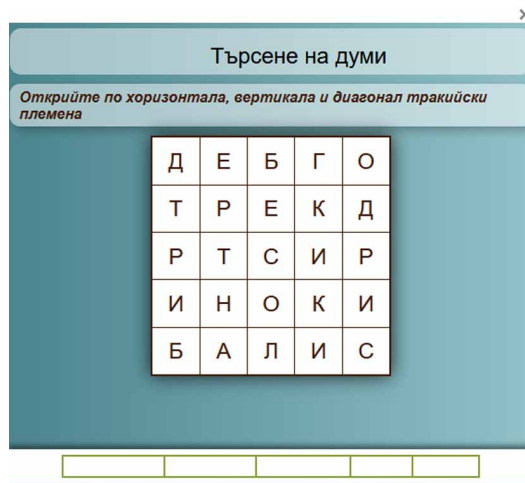 Търсене на думи
Открийте по хоризонтала, вертикала и диагонал тракийски
племена
Д Е Б Г О
Т Р Е К Д
Р Т С И Р
И Н О К И
Б А Л И С